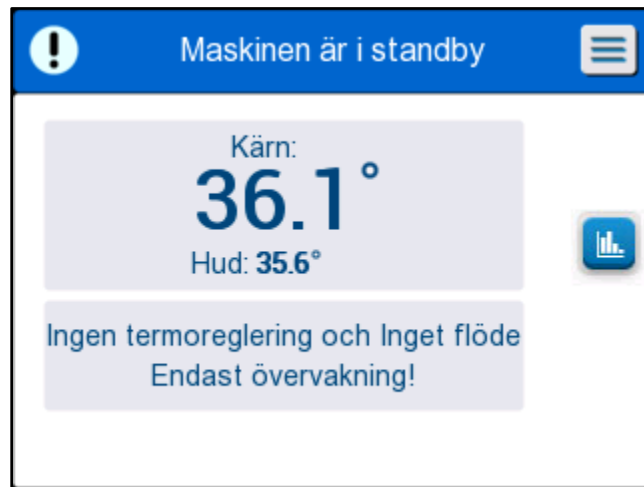 Maskinen är i standby
Kärn:
36.1°
Hud: 35.6°
Ingen termoreglering och Inget flöde
Endast övervakning!